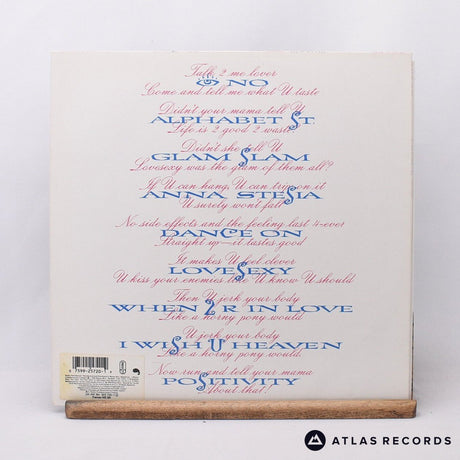 Talk 2 me lover
👁 NO
Come and tell me what U taste
Didn't your mama tell U
ALPHABET ST
Life is 2 good 2 waste
Didn't she tell U
GLAM SLAM
Lovesexy was the glam of them all?
If U can hang, U can trip on it
ANNA STESIA
U surely won't fall
No side effects and the feeling last 4-ever
DANCE ON
Straight up—it tastes good
It makes U feel clever
LOVESEXY
U kiss your enemies like U know U should
Then U jerk your body
WHEN 2 R IN LOVE
Like a horny pony would
U jerk your body
I WISH U HEAVEN
Like a horny pony would
Now run and tell your mama
POSITIVITY
About that!
7599-25720-1
ATLAS RECORDS